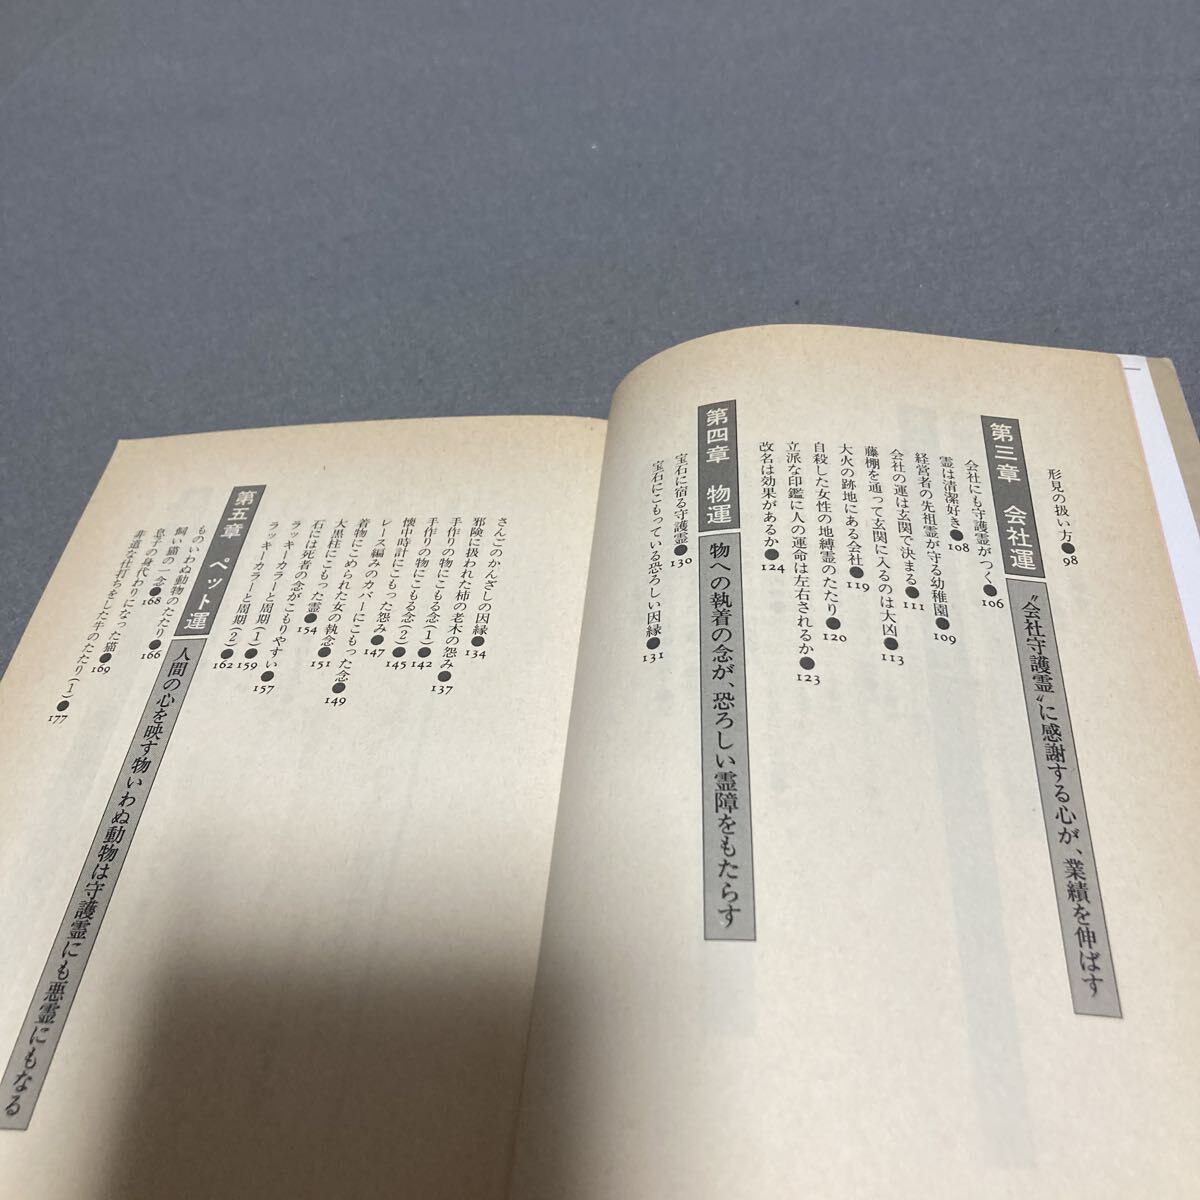 形見の扱い方●98
第三章 会社運 “会社守護霊”に感謝する心が、業績を伸ばす
会社にも守護霊がつく●106
霊は清潔好き●108
経営者の先祖霊が守る幼稚園●109
会社の運は玄関で決まる●111
藤棚を通って玄関に入るのは大凶●113
大火の跡地にある会社●119
自殺した女性の地縛霊のたたり●120
立派な印鑑に人の運命は左右されるか●123
改名は効果があるか●124
第四章 物運 物への執着の念が、恐ろしい霊障をもたらす
宝石に宿る守護霊●130
宝石にこもっている恐ろしい因縁●131
さんごのかんざしの因縁●134
邪険に扱われた柿の老木の怨み●137
手作りの物にこもる念(1)●142
手作りの物にこもる念(2)●145
懐中時計にこもった怨み●147
レース編みのカバーにこもった念●149
着物にこめられた女の執念●151
大黒柱にこもった霊●154
石には死者の念がこもりやすい●157
ラッキーカラーと周期(1)●159
ラッキーカラーと周期(2)●162
第五章 ペット運 人間の心を映す物いわぬ動物は守護霊にも悪霊にもなる
ものいわぬ動物のたたり●166
飼い猫の一念●168
息子の身代わりになった猫●169
非道な仕打ちをした牛のたたり(1)●177